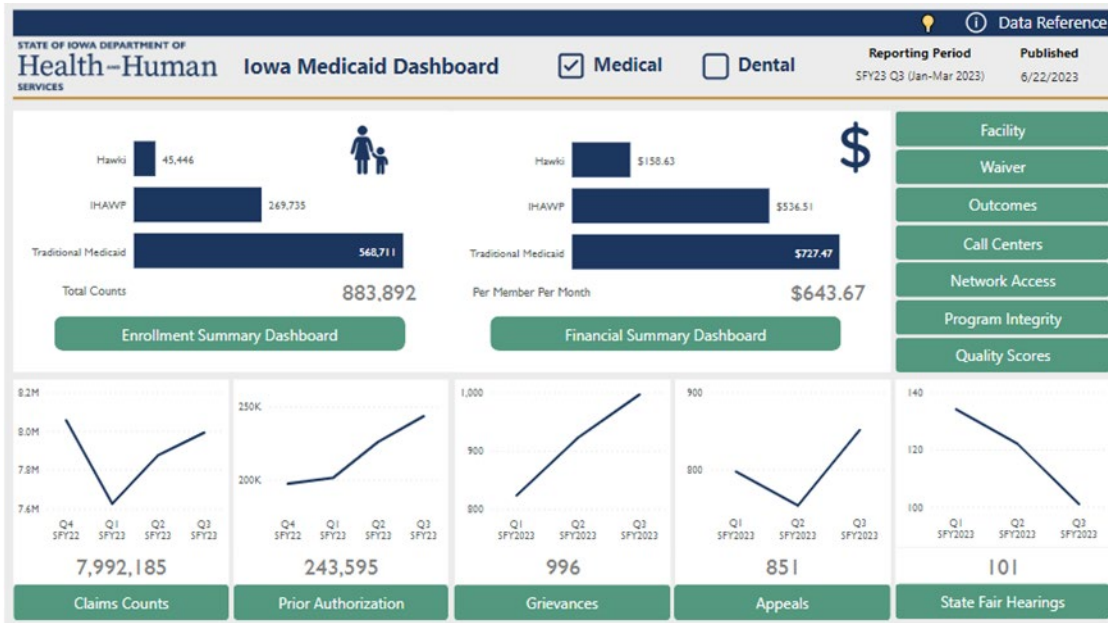 Data Reference
STATE OF IOWA DEPARTMENT OF
Health-Human
SERVICES
Iowa Medicaid Dashboard
Medical
Dental
Reporting Period
SFY23 Q3 (Jan-Mar 2023)
Published
6/22/2023
Hawki 45,446
IHAWP 269,735
Traditional Medicaid 568,711
Total Counts 883,892
Enrollment Summary Dashboard
$
Hawki $158.63
IHAWP $536.51
Traditional Medicaid $727.47
Per Member Per Month $643.67
Financial Summary Dashboard
Facility
Waiver
Outcomes
Call Centers
Network Access
Program Integrity
Quality Scores
8.2M
8.0M
7.8M
7.6M
Q4 Q1 Q2 Q3
SFY22 SFY23 SFY23 SFY23
7,992,185
Claims Counts
250K
200K
Q4 Q1 Q2 Q3
SFY22 SFY23 SFY23 SFY23
243,595
Prior Authorization
1,000
900
800
Q1 Q2 Q3
SFY2023 SFY2023 SFY2023
996
Grievances
900
800
Q1 Q2 Q3
SFY2023 SFY2023 SFY2023
851
Appeals
140
120
100
Q1 Q2 Q3
SFY2023 SFY2023 SFY2023
101
State Fair Hearings